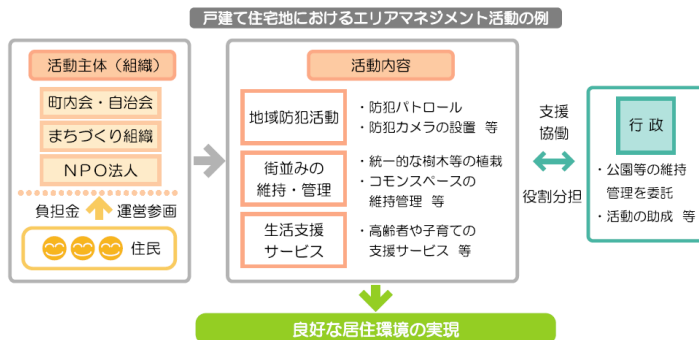 戸建て住宅地におけるエリアマネジメント活動の例
活動主体（組織）
町内会・自治会
まちづくり組織
ＮＰＯ法人
負担金 運営参画
住民
活動内容
地域防犯活動
・防犯パトロール
・防犯カメラの設置 等
街並みの
維持・管理
・統一的な樹木等の植栽
・コモンスペースの
維持管理 等
生活支援
サービス
・高齢者や子育ての
支援サービス 等
支援
協働
役割分担
行 政
・公園等の維持
管理を委託
・活動の助成 等
良好な居住環境の実現